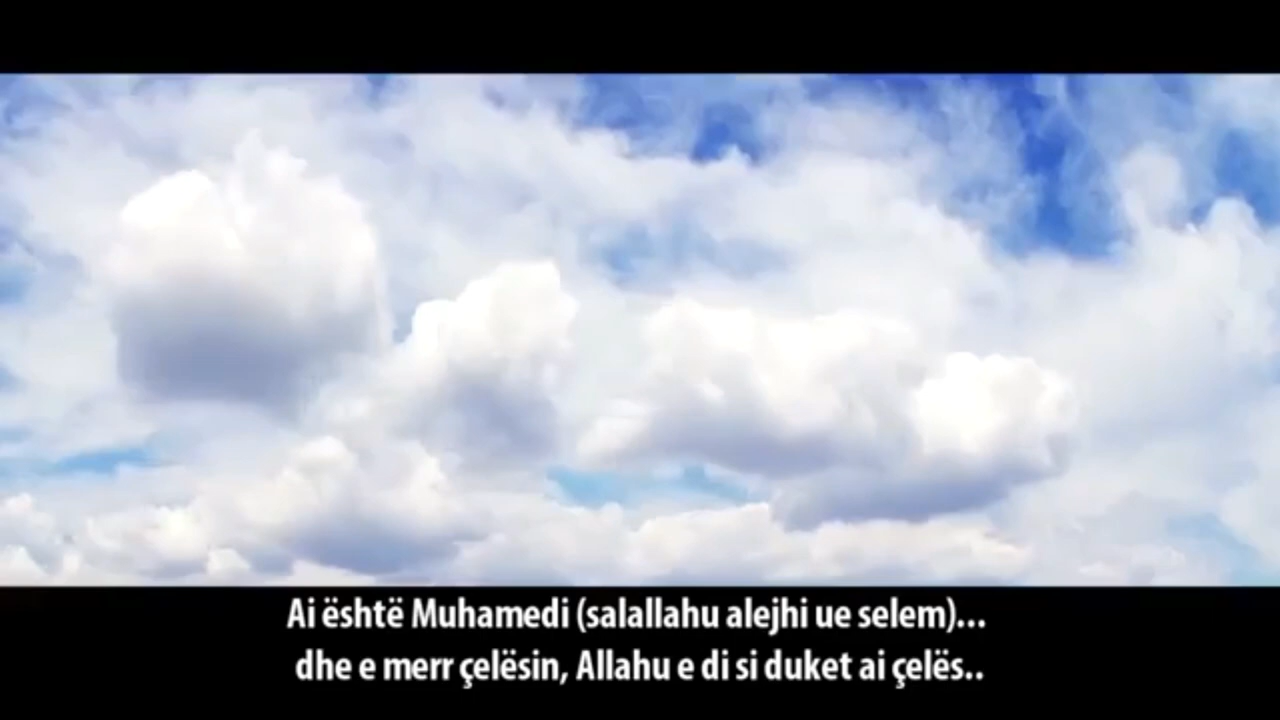 Ai është Muhamedi (salallahu alejhi ue selem)...
dhe e merr çelësin, Allahu e di si duket ai çelës..